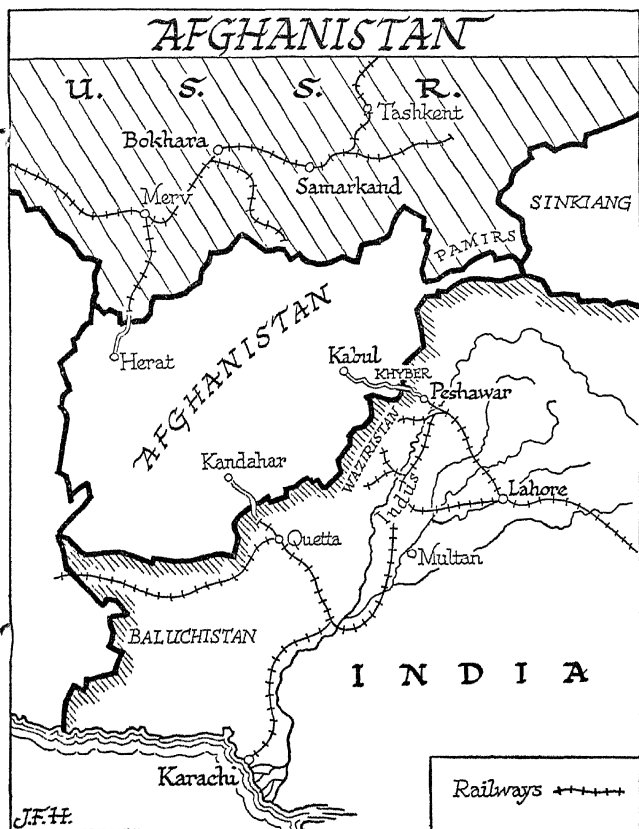 AFGHANISTAN
U. S. S. R.
Tashkent
Bokhara
Samarkand
Merv
SINKIANG
PAMIRS
AFGHANISTAN
Herat
Kabul
KHYBER
Peshawar
WAZIRISTAN
Kandahar
Indus
Lahore
Quetta
Multan
BALUCHISTAN
INDIA
Karachi
Railways
J.F.H.